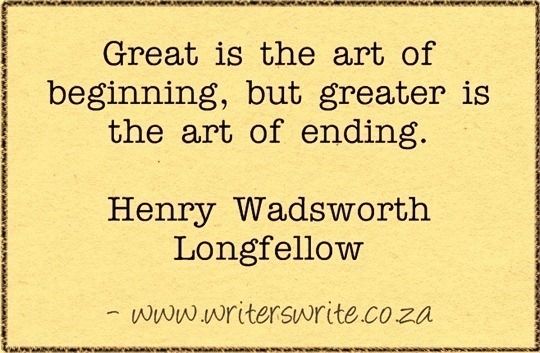 Great is the art of
beginning, but greater is
the art of ending.
Henry Wadsworth
Longfellow
- www.writerswrite.co.za